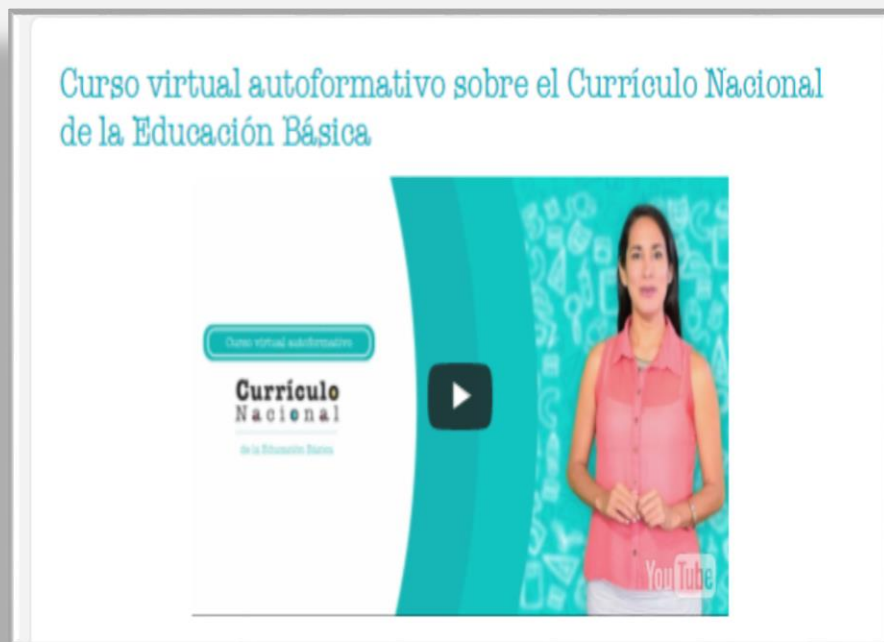 Curso virtual autoformativo sobre el Currículo Nacional
de la Educación Básica
Curso virtual autoformativo
Currículo
Nacional
de la Educación Básica
YouTube